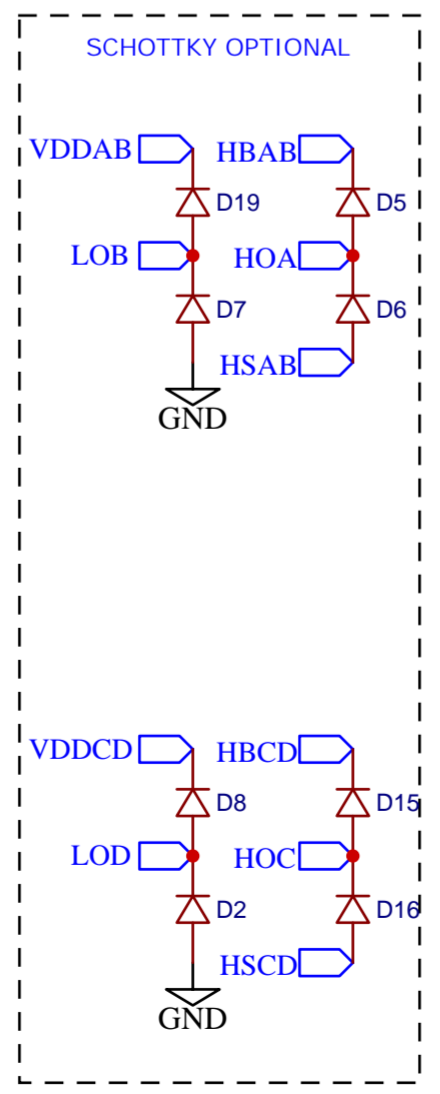 SCHOTTKY OPTIONAL
VDDAB HBAB
D19 D5
LOB HOA
D7 D6
HSAB
GND
VDDCD HBCD
D8 D15
LOD HOC
D2 D16
HSCD
GND